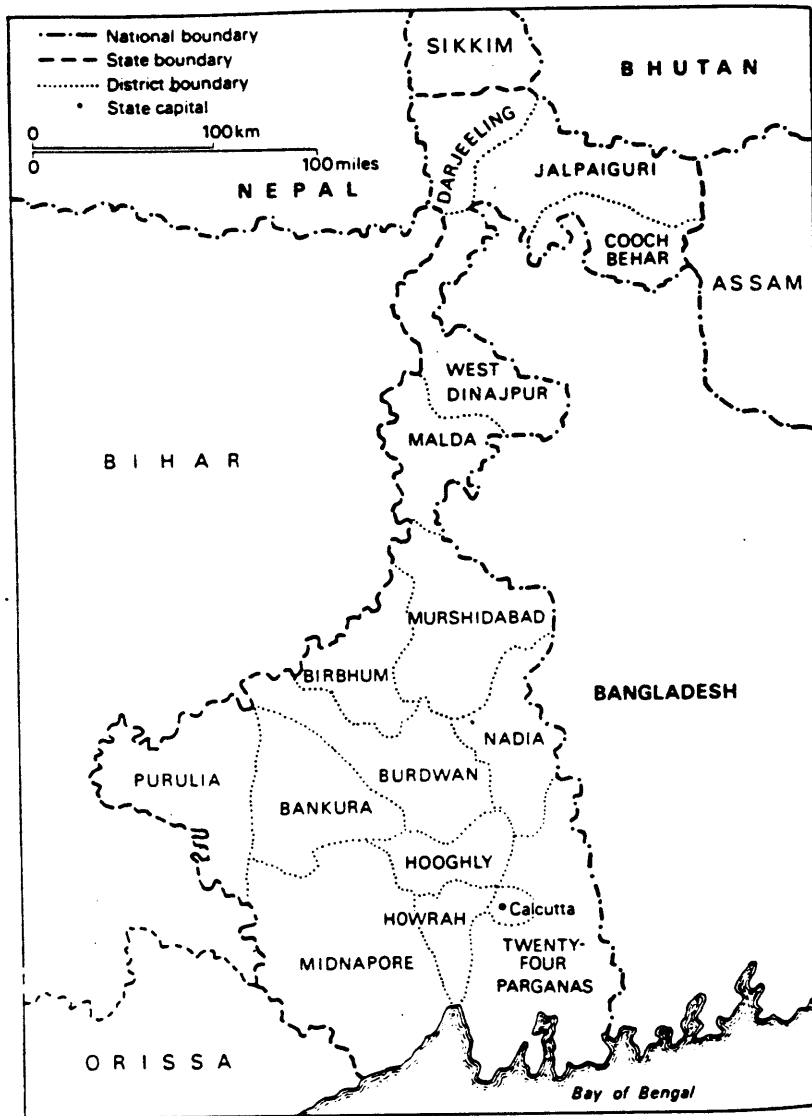 National boundary
State boundary
District boundary
State capital
0 100km
0 100miles
SIKKIM
BHUTAN
NEPAL
DARJEELING
JALPAIGURI
COOCH
BEHAR
ASSAM
WEST
DINAJPUR
MALDA
BIHAR
MURSHIDABAD
BIRBHUM
BANGLADESH
NADIA
PURULIA
BURDWAN
BANKURA
HOOGHLY
HOWRAH
Calcutta
MIDNAPORE
TWENTY-
FOUR
PARGANAS
ORISSA
Bay of Bengal